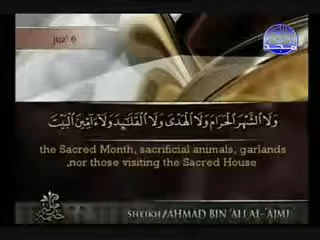 juz' 6
وَلَا الشَّهْرَ الْحَرَامَ وَلَا الْهَدْيَ وَلَا الْقَلَائِدَ وَلَا آمِّينَ الْبَيْتَ
the Sacred Month, sacrificial animals, garlands
,nor those visiting the Sacred House
SHEIKH/AHMAD BIN 'ALI AL-'AJMI